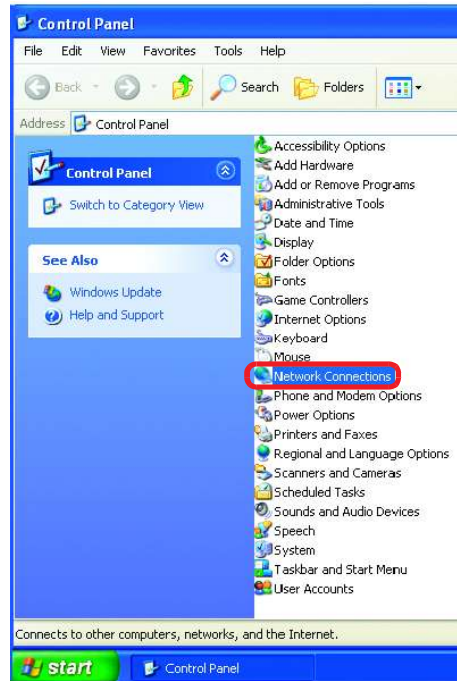 Control Panel
File Edit View Favorites Tools Help
Back Search Folders
Address Control Panel
Control Panel
Switch to Category View
See Also
Windows Update
Help and Support
Accessibility Options
Add Hardware
Add or Remove Programs
Administrative Tools
Date and Time
Display
Folder Options
Fonts
Game Controllers
Internet Options
Keyboard
Mouse
Network Connections
Phone and Modem Options
Power Options
Printers and Faxes
Regional and Language Options
Scanners and Cameras
Scheduled Tasks
Sounds and Audio Devices
Speech
System
Taskbar and Start Menu
User Accounts
Connects to other computers, networks, and the Internet.
start Control Panel